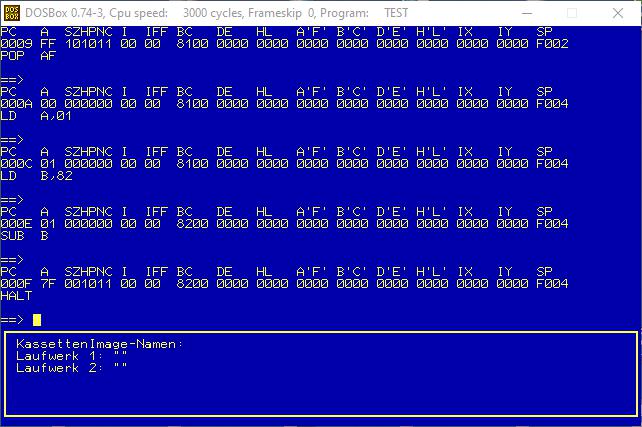 DOS
BOX
DOSBox 0.74-3, Cpu speed: 3000 cycles, Frameskip 0, Program: TEST
PC A SZHPNC I IFF BC DE HL A'F' B'C' D'E' H'L' IX IY SP
0009 FF 101011 00 00 8100 0000 0000 0000 0000 0000 0000 0000 0000 F002
POP AF
==>
PC A SZHPNC I IFF BC DE HL A'F' B'C' D'E' H'L' IX IY SP
000A 00 000000 00 00 8100 0000 0000 0000 0000 0000 0000 0000 0000 F004
LD A,01
==>
PC A SZHPNC I IFF BC DE HL A'F' B'C' D'E' H'L' IX IY SP
000C 01 000000 00 00 8100 0000 0000 0000 0000 0000 0000 0000 0000 F004
LD B,82
==>
PC A SZHPNC I IFF BC DE HL A'F' B'C' D'E' H'L' IX IY SP
000E 01 000000 00 00 8200 0000 0000 0000 0000 0000 0000 0000 0000 F004
SUB B
==>
PC A SZHPNC I IFF BC DE HL A'F' B'C' D'E' H'L' IX IY SP
000F 7F 001011 00 00 8200 0000 0000 0000 0000 0000 0000 0000 0000 F004
HALT
==>
KassettenImage-Namen:
Laufwerk 1: ""
Laufwerk 2: ""